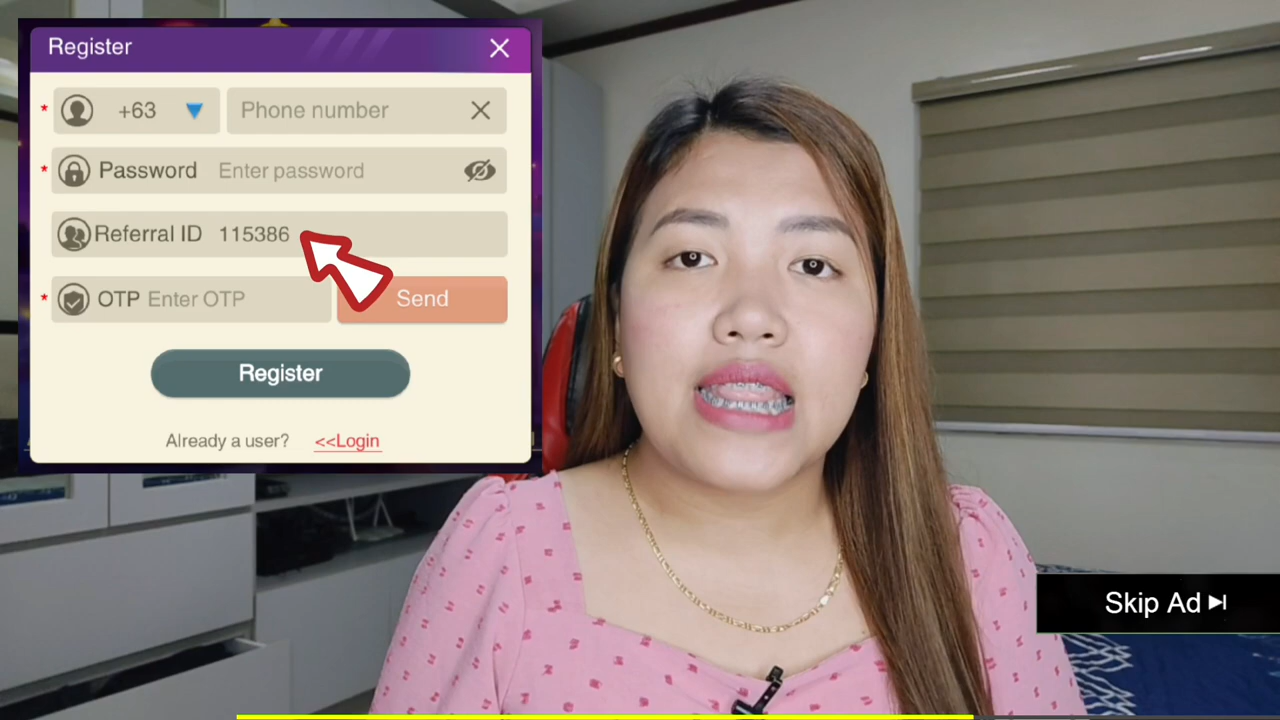 Register
* +63 Phone number
* Password Enter password
Referral ID 115386
* OTP Enter OTP Send
Register
Already a user? <<Login
Skip Ad